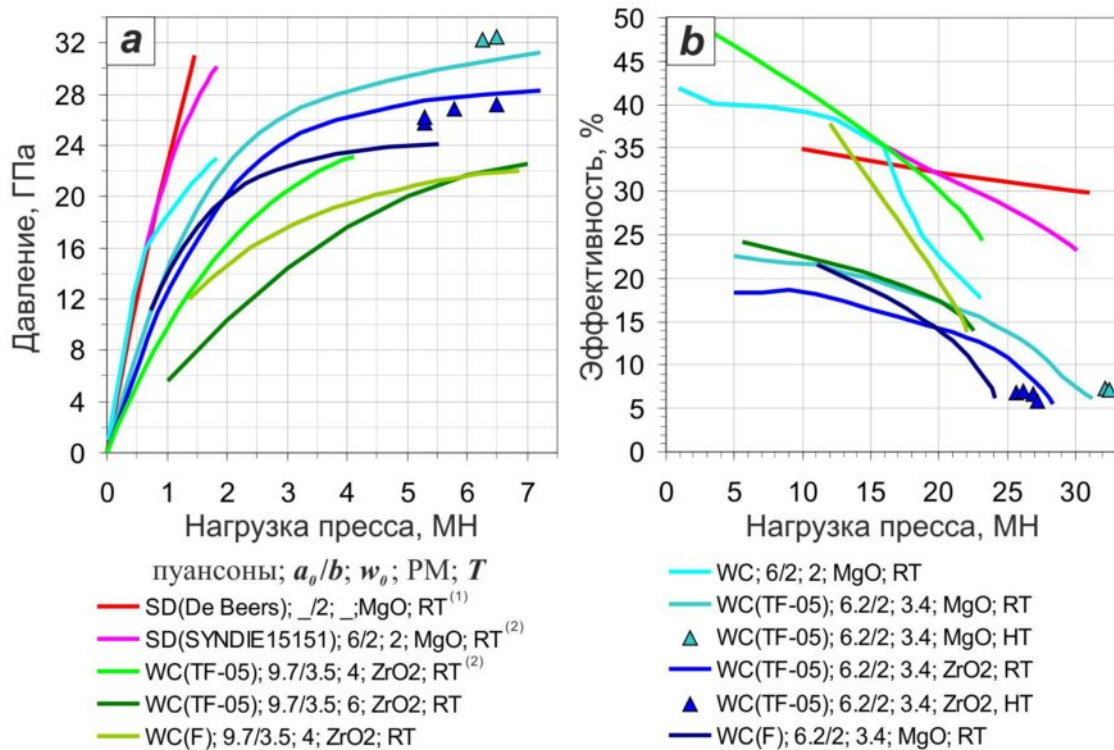 a
Давление, ГПа
32
28
24
20
16
12
8
4
0
0 1 2 3 4 5 6 7
Нагрузка пресса, МН
b
Эффективность, %
50
45
40
35
30
25
20
15
10
5
0
0 5 10 15 20 25 30
Нагрузка пресса, МН
пуансоны; a₀/b; w₀; РМ; T
SD(De Beers); _/2; _;MgO; RT⁽¹⁾
SD(SYNDIE15151); 6/2; 2; MgO; RT⁽²⁾
WC(TF-05); 9.7/3.5; 4; ZrO2; RT⁽²⁾
WC(TF-05); 9.7/3.5; 6; ZrO2; RT
WC(F); 9.7/3.5; 4; ZrO2; RT
WC; 6/2; 2; MgO; RT
WC(TF-05); 6.2/2; 3.4; MgO; RT
WC(TF-05); 6.2/2; 3.4; MgO; HT
WC(TF-05); 6.2/2; 3.4; ZrO2; RT
WC(TF-05); 6.2/2; 3.4; ZrO2, HT
WC(F); 6.2/2; 3.4; MgO; RT